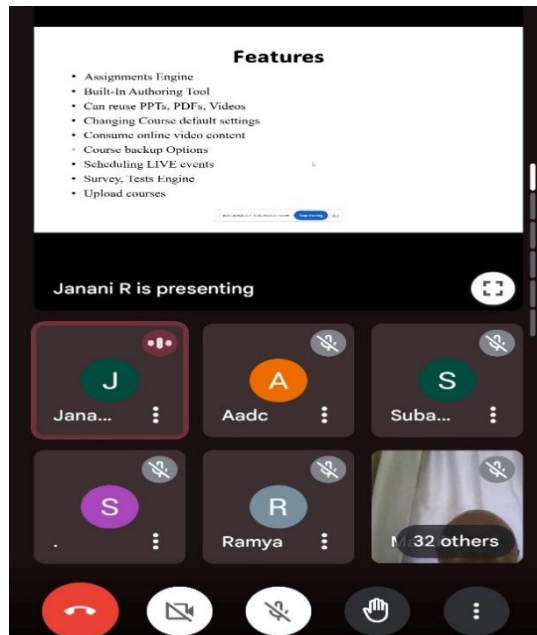 Features
• Assignments Engine
• Built-In Authoring Tool
• Can reuse PPTs, PDFs, Videos
• Changing Course default settings
• Consume online video content
• Course backup Options
• Scheduling LIVE events
• Survey, Tests Engine
• Upload courses
Janani R is presenting
J
Jana...
A
Aadc
S
Suba...
S
.
R
Ramya
32 others